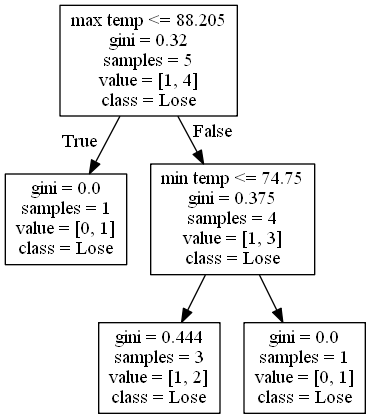 max temp <= 88.205
gini = 0.32
samples = 5
value = [1, 4]
class = Lose
True
False
gini = 0.0
samples = 1
value = [0, 1]
class = Lose
min temp <= 74.75
gini = 0.375
samples = 4
value = [1, 3]
class = Lose
gini = 0.444
samples = 3
value = [1, 2]
class = Lose
gini = 0.0
samples = 1
value = [0, 1]
class = Lose